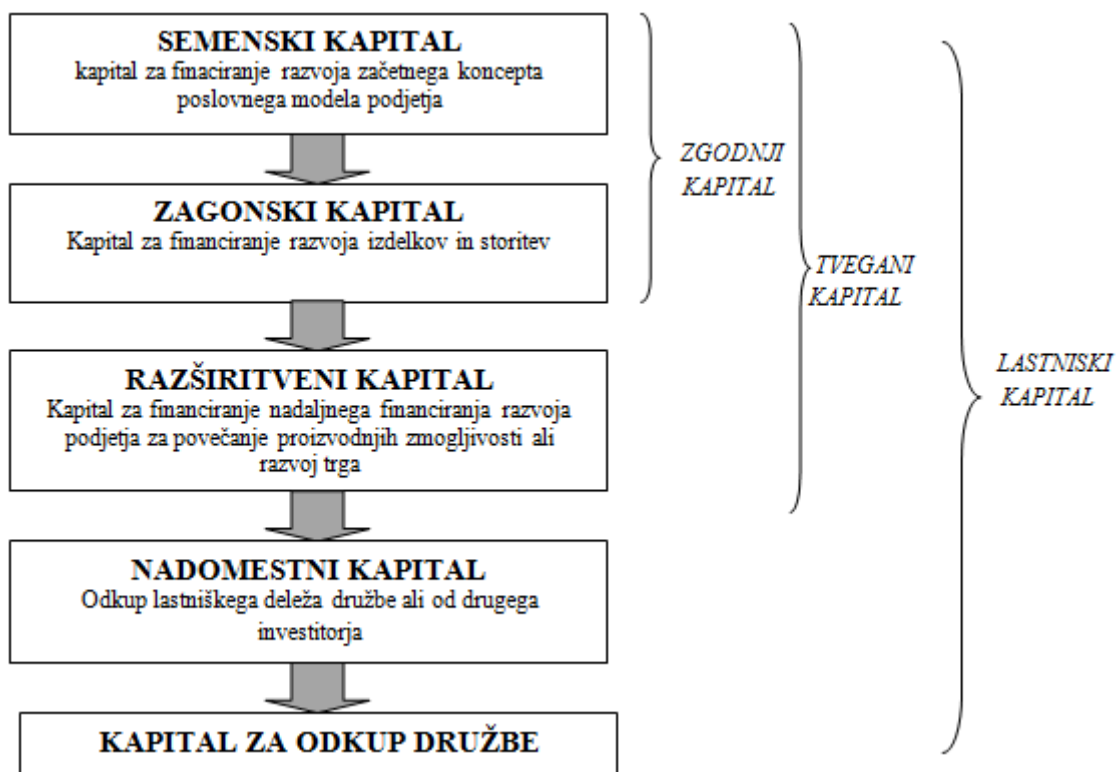 SEMENSKI KAPITAL
kapital za finaciranje razvoja začetnega koncepta
poslovnega modela podjetja
ZGODNJI
KAPITAL
ZAGONSKI KAPITAL
Kapital za financiranje razvoja izdelkov in storitev
TVEGANI
KAPITAL
RAZŠIRITVENI KAPITAL
Kapital za financiranje nadaljnega financiranja razvoja
podjetja za povečanje proizvodnjih zmogljivosti ali
razvoj trga
LASTNISKI
KAPITAL
NADOMESTNI KAPITAL
Odkup lastniškega deleža družbe ali od drugega
investitorja
KAPITAL ZA ODKUP DRUŽBE